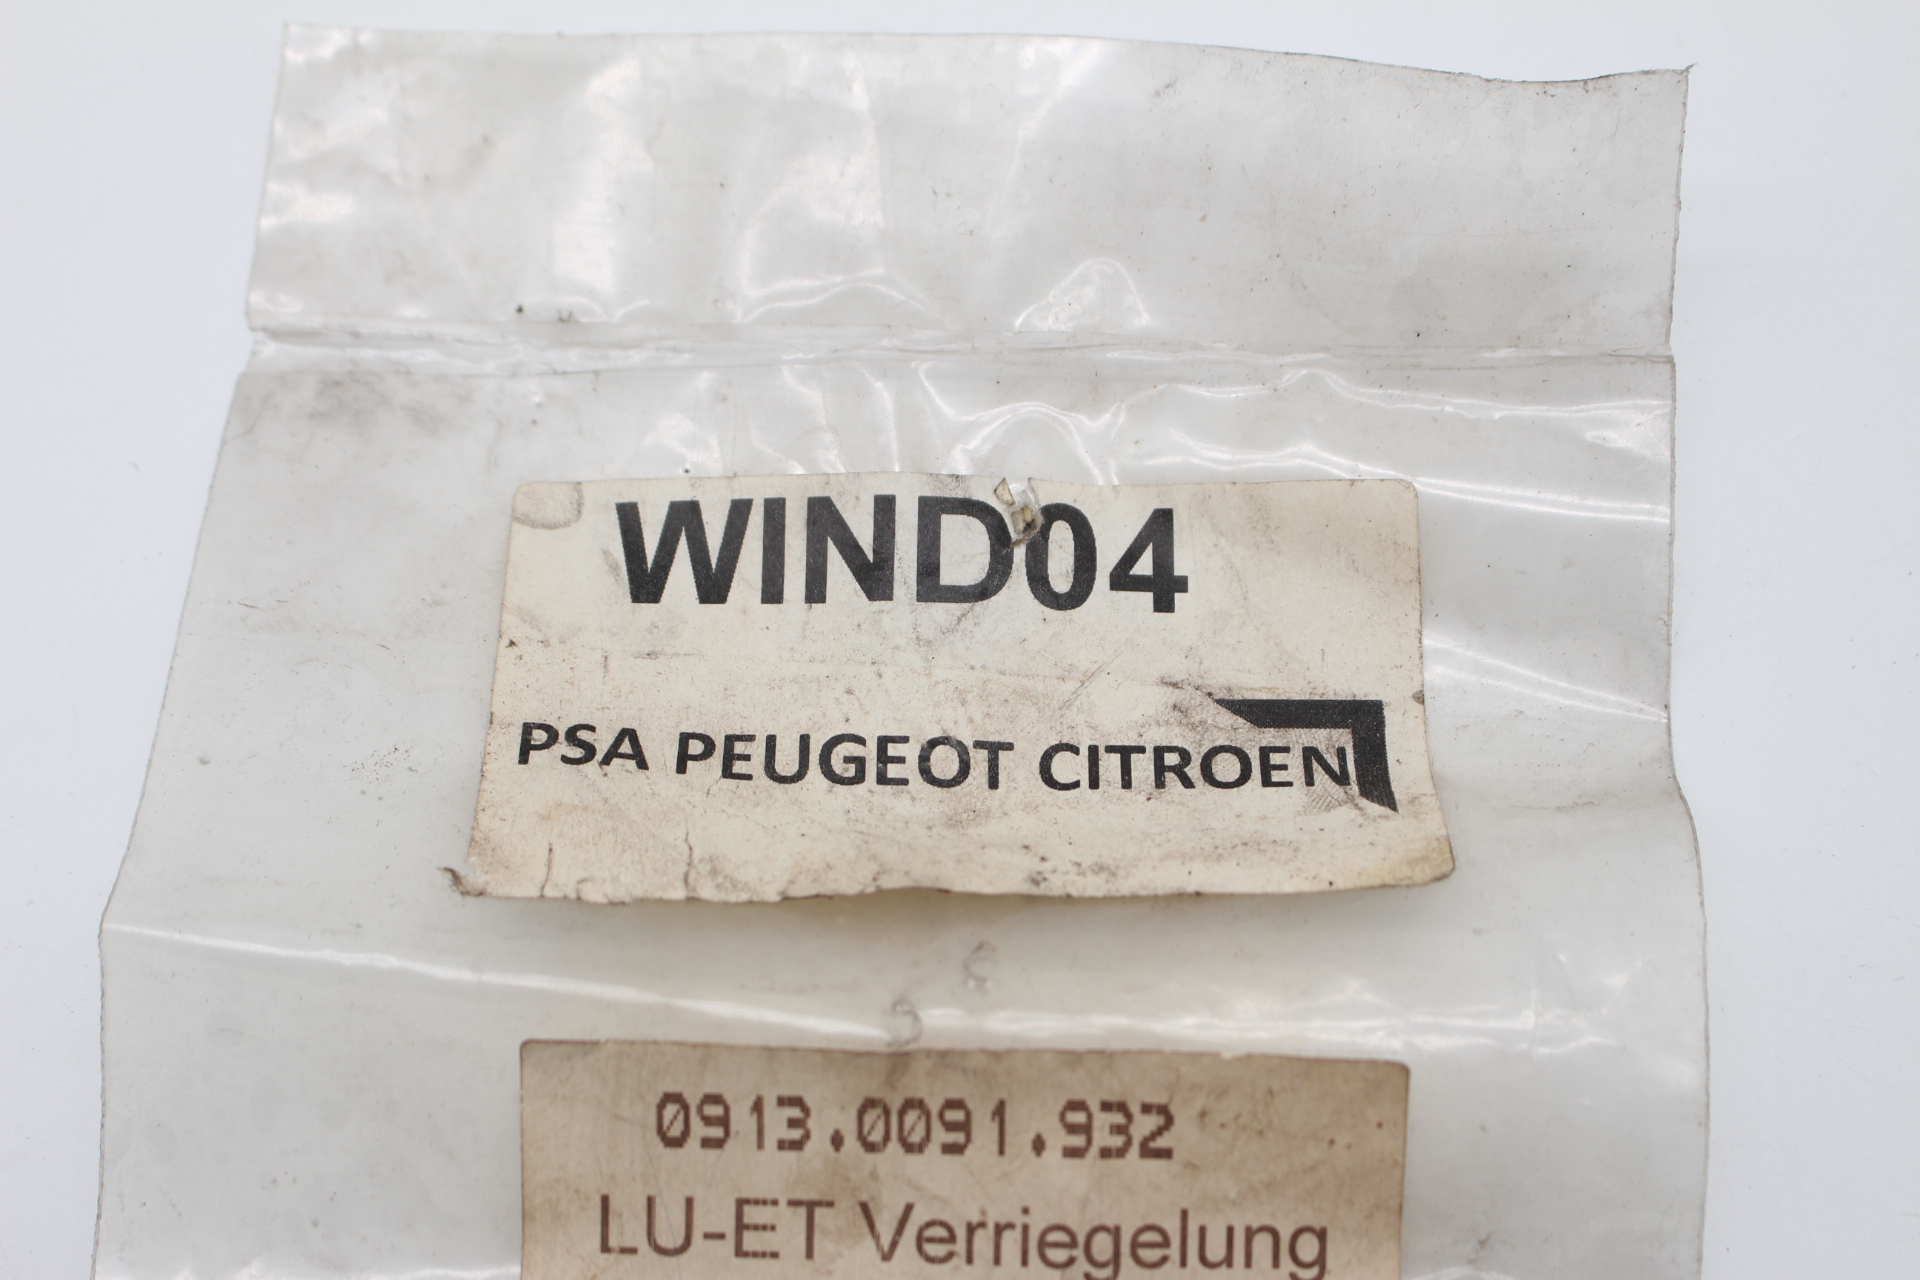 WIND04
PSA PEUGEOT CITROEN
0913.0091.932
LU-ET Verriegelung